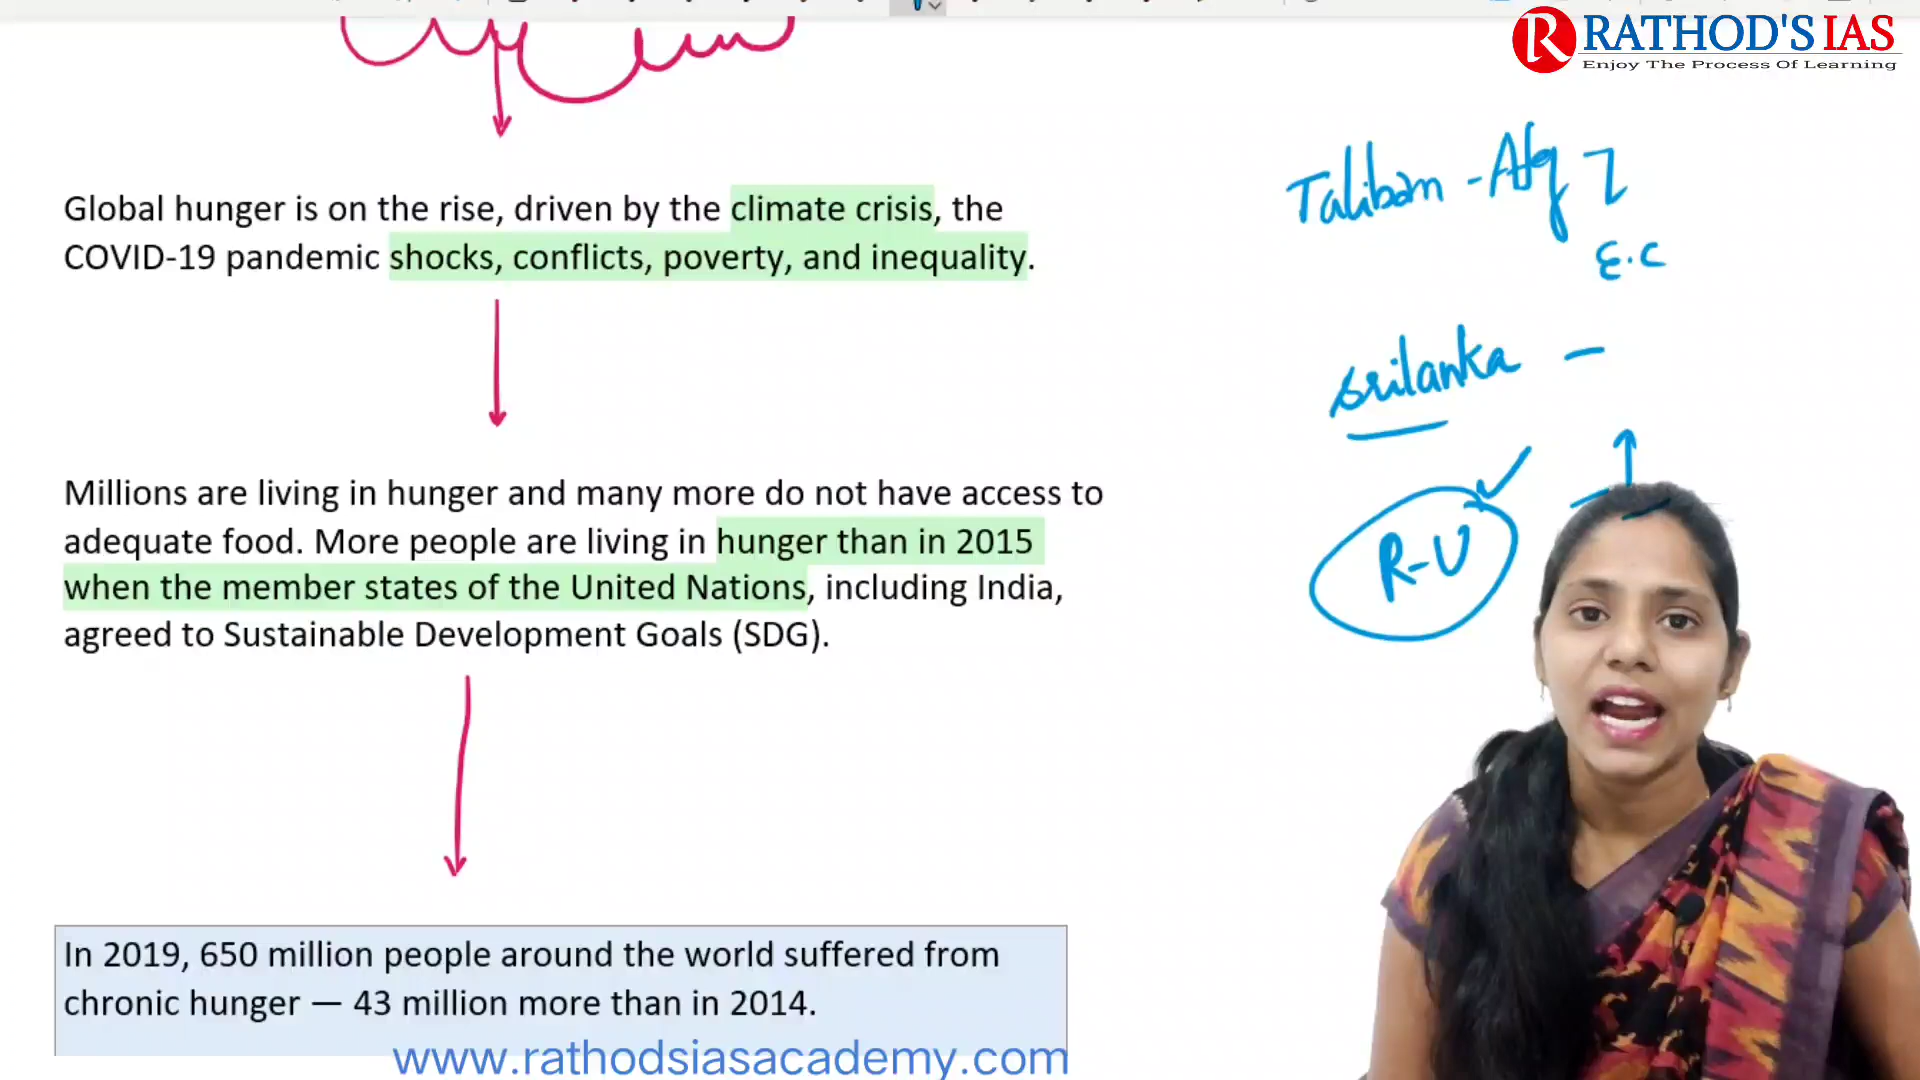 RATHOD'S IAS
Enjoy The Process Of Learning
Taliban - Afg
E.C
Global hunger is on the rise, driven by the climate crisis, the
COVID-19 pandemic shocks, conflicts, poverty, and inequality.
srilanka -
R-U
Millions are living in hunger and many more do not have access to
adequate food. More people are living in hunger than in 2015
when the member states of the United Nations, including India,
agreed to Sustainable Development Goals (SDG).
In 2019, 650 million people around the world suffered from
chronic hunger — 43 million more than in 2014.
www.rathodsiasacademy.com